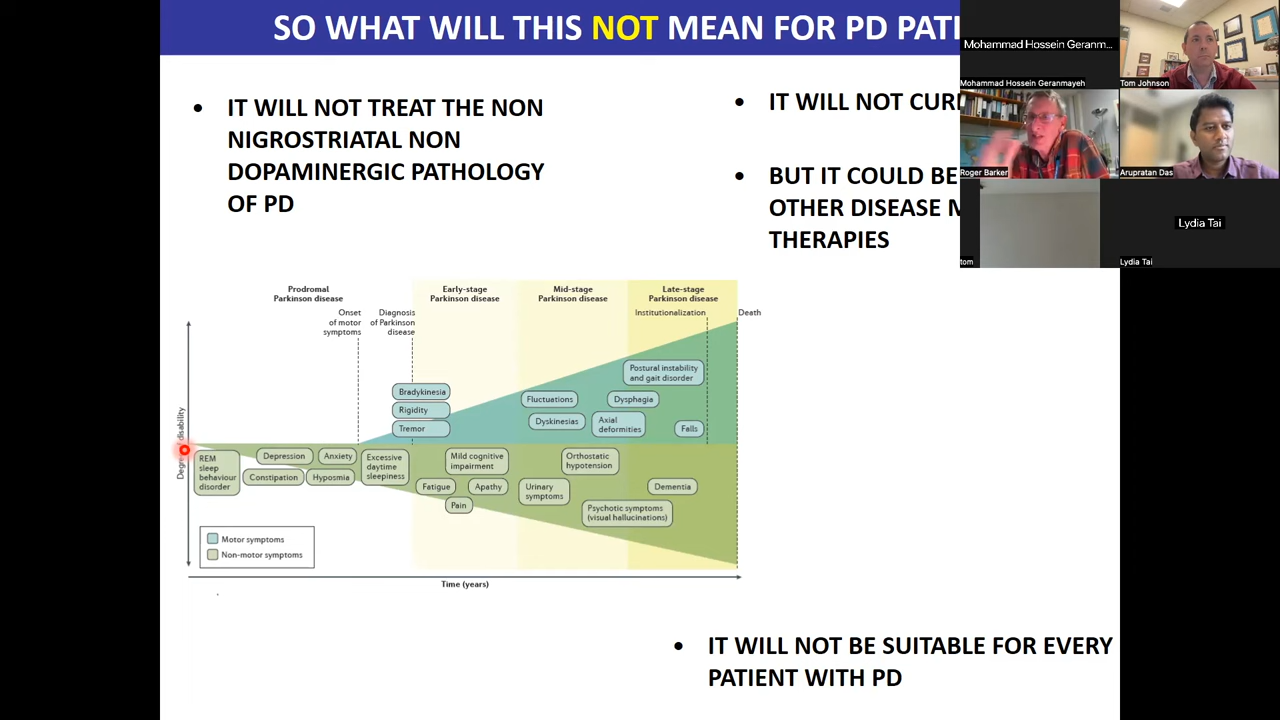 SO WHAT WILL THIS NOT MEAN FOR PD PATI
• IT WILL NOT TREAT THE NON
NIGROSTRIATAL NON
DOPAMINERGIC PATHOLOGY
OF PD
• IT WILL NOT CUR
• BUT IT COULD BE
OTHER DISEASE M
THERAPIES
Mohammad Hossein Geranm...
Mohammad Hossein Geranmayeh
Tom Johnson
Roger Barker
Arupratan Das
tom
Lydia Tai
Lydia Tai
Prodromal
Parkinson disease
Early-stage
Parkinson disease
Mid-stage
Parkinson disease
Late-stage
Parkinson disease
Onset
of motor
symptoms
Diagnosis
of Parkinson
disease
Institutionalization
Death
Degree disability
Bradykinesia
Rigidity
Tremor
Fluctuations
Dyskinesias
Postural instability
and gait disorder
Dysphagia
Axial
deformities
Falls
REM
sleep
behaviour
disorder
Depression
Anxiety
Constipation
Hyposmia
Excessive
daytime
sleepiness
Mild cognitive
impairment
Fatigue
Apathy
Pain
Orthostatic
hypotension
Urinary
symptoms
Dementia
Psychotic symptoms
(visual hallucinations)
Motor symptoms
Non-motor symptoms
Time (years)
• IT WILL NOT BE SUITABLE FOR EVERY
PATIENT WITH PD